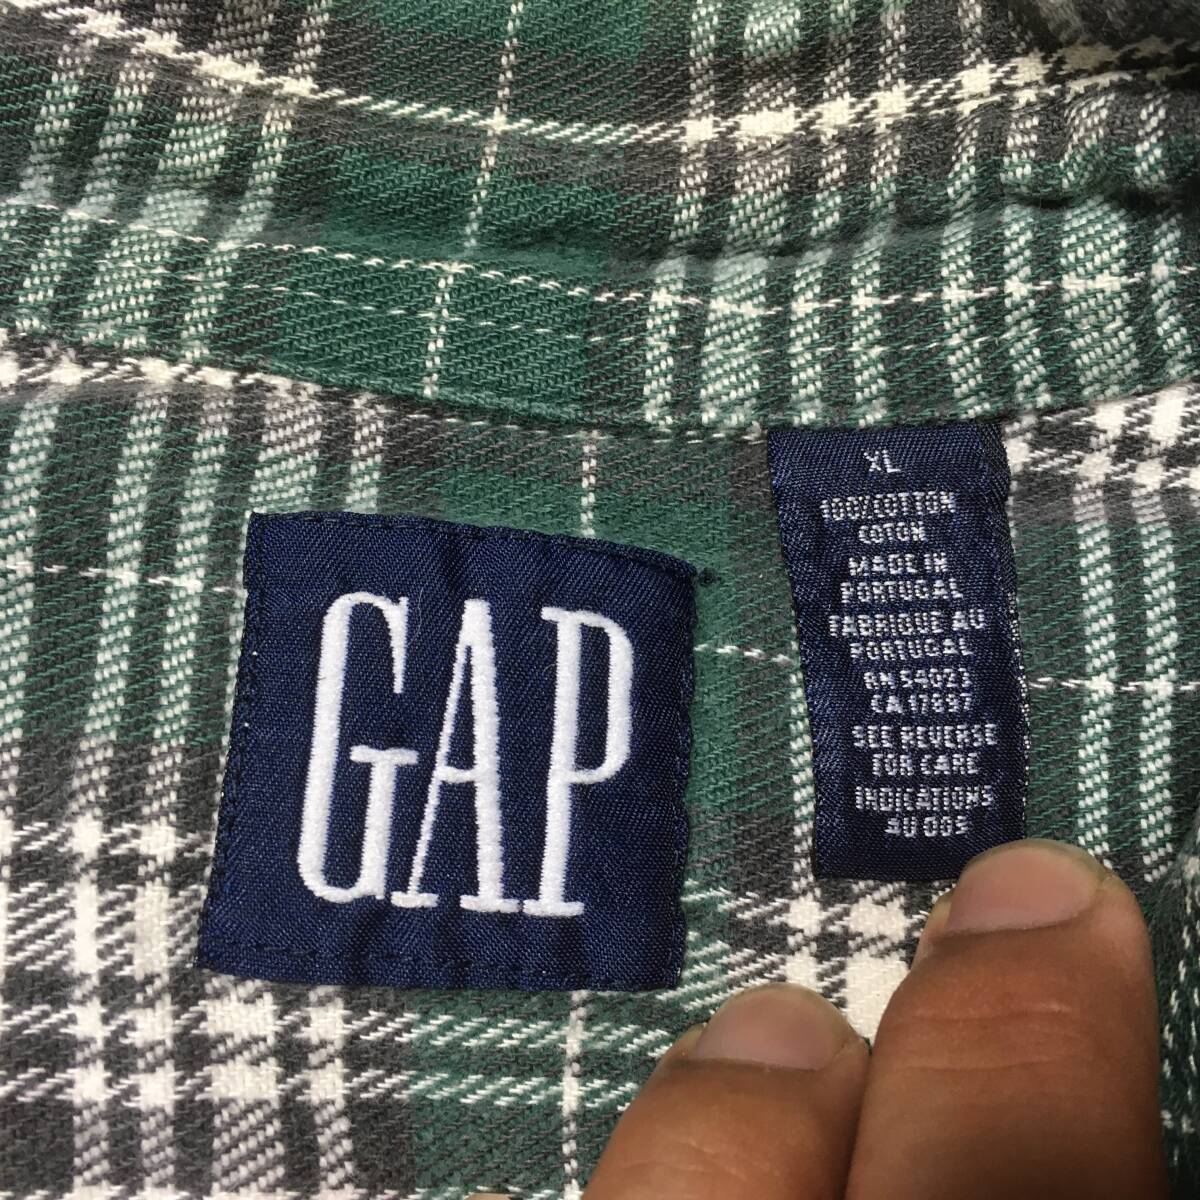 GAP
XL
100% COTTON
COTON
MADE IN
PORTUGAL
FABRIQUE AU
PORTUGAL
RN 54023
CA 17897
SEE REVERSE
FOR CARE
INDICATIONS
AU DOS